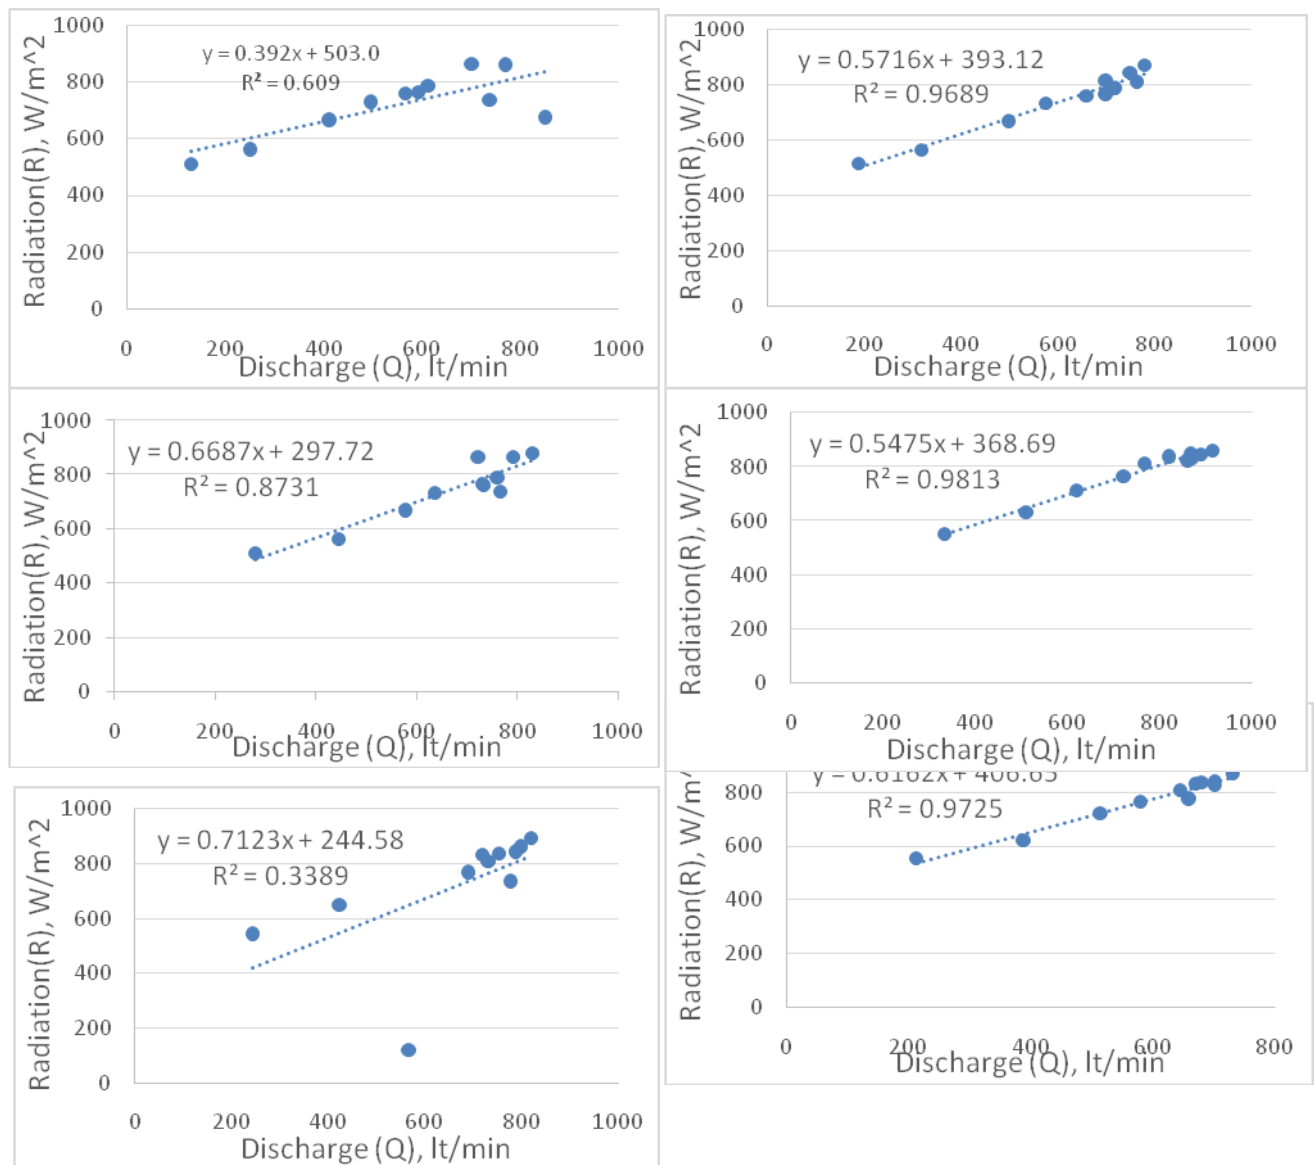 1000
800
600
400
200
0
Radiation(R), W/m^2
y = 0.392x + 503.0
R² = 0.609
0 200 400 600 800 1000
Discharge (Q), lt/min
1000
800
600
400
200
0
Radiation(R), W/m^2
y = 0.5716x + 393.12
R² = 0.9689
0 200 400 600 800 1000
Discharge (Q), lt/min
1000
800
600
400
200
0
Radiation(R), W/m^2
y = 0.6687x + 297.72
R² = 0.8731
0 200 400 600 800 1000
Discharge (Q), lt/min
1000
800
600
400
200
0
Radiation(R), W/m^2
y = 0.5475x + 368.69
R² = 0.9813
0 200 400 600 800 1000
Discharge (Q), lt/min
1000
800
600
400
200
0
Radiation(R), W/m^2
y = 0.7123x + 244.58
R² = 0.3389
0 200 400 600 800 1000
Discharge (Q), lt/min
800
600
400
200
0
Radiation(R), W/m^
y = 0.6162x + 406.65
R² = 0.9725
0 200 400 600 800
Discharge (Q), lt/min